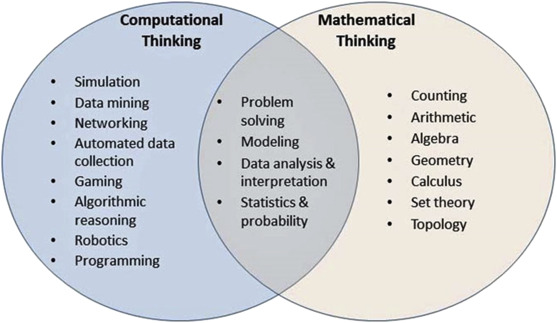 Computational
Thinking
• Simulation
• Data mining
• Networking
• Automated data
collection
• Gaming
• Algorithmic
reasoning
• Robotics
• Programming
• Problem
solving
• Modeling
• Data analysis &
interpretation
• Statistics &
probability
Mathematical
Thinking
• Counting
• Arithmetic
• Algebra
• Geometry
• Calculus
• Set theory
• Topology